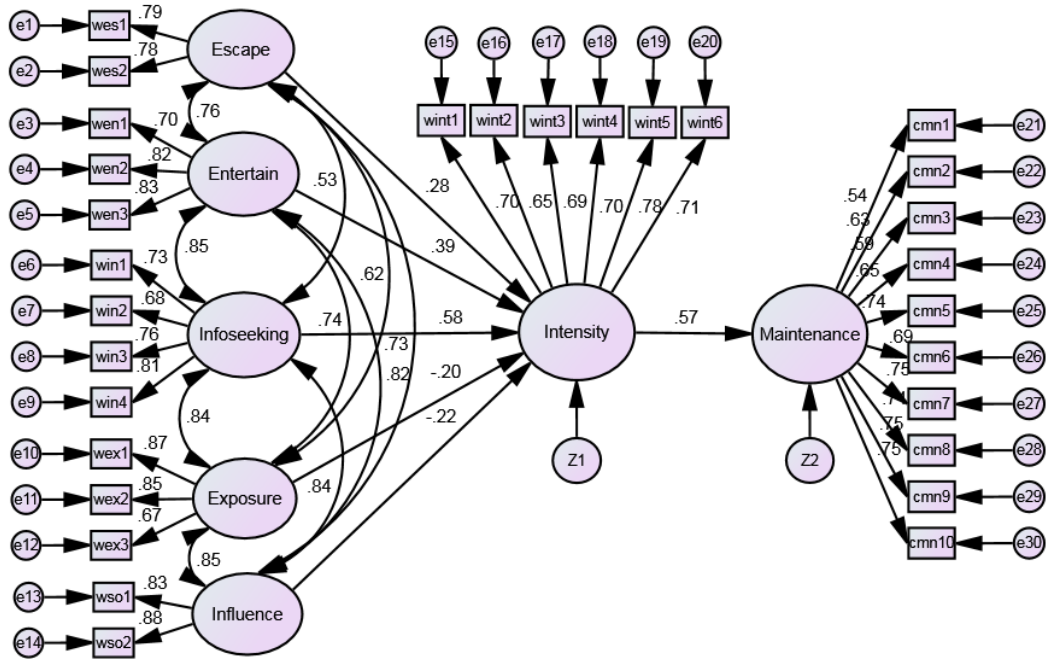 e1 wes1 .79 Escape
e2 wes2 .78
e3 wen1 .70 .76
e4 wen2 .82 Entertain
e5 wen3 .83
e6 win1 .73 .85
e7 win2 .68
e8 win3 .76 Infoseeking
e9 win4 .81
e10 wex1 .87 .84
e11 wex2 .85 Exposure
e12 wex3 .67
e13 wso1 .83 .85
e14 wso2 .88 Influence
.53
.62
.74
.73
.82
.84
.28
.39
.58
-.20
-.22
e15 e16 e17 e18 e19 e20
wint1 wint2 wint3 wint4 wint5 wint6
.70 .65 .69 .70 .78 .71
Intensity
Z1
.57
Maintenance
Z2
.54
.63
.59
.65
.74
.69
.75
.75
.75
cmn1 e21
cmn2 e22
cmn3 e23
cmn4 e24
cmn5 e25
cmn6 e26
cmn7 e27
cmn8 e28
cmn9 e29
cmn10 e30